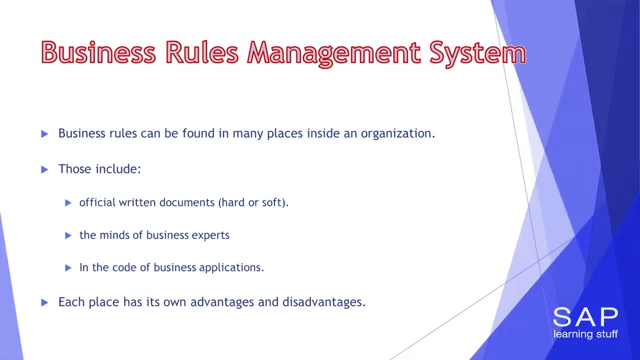 Business Rules Management System
Business rules can be found in many places inside an organization.
Those include:
official written documents (hard or soft).
the minds of business experts
In the code of business applications.
Each place has its own advantages and disadvantages.
SAP
learning stuff